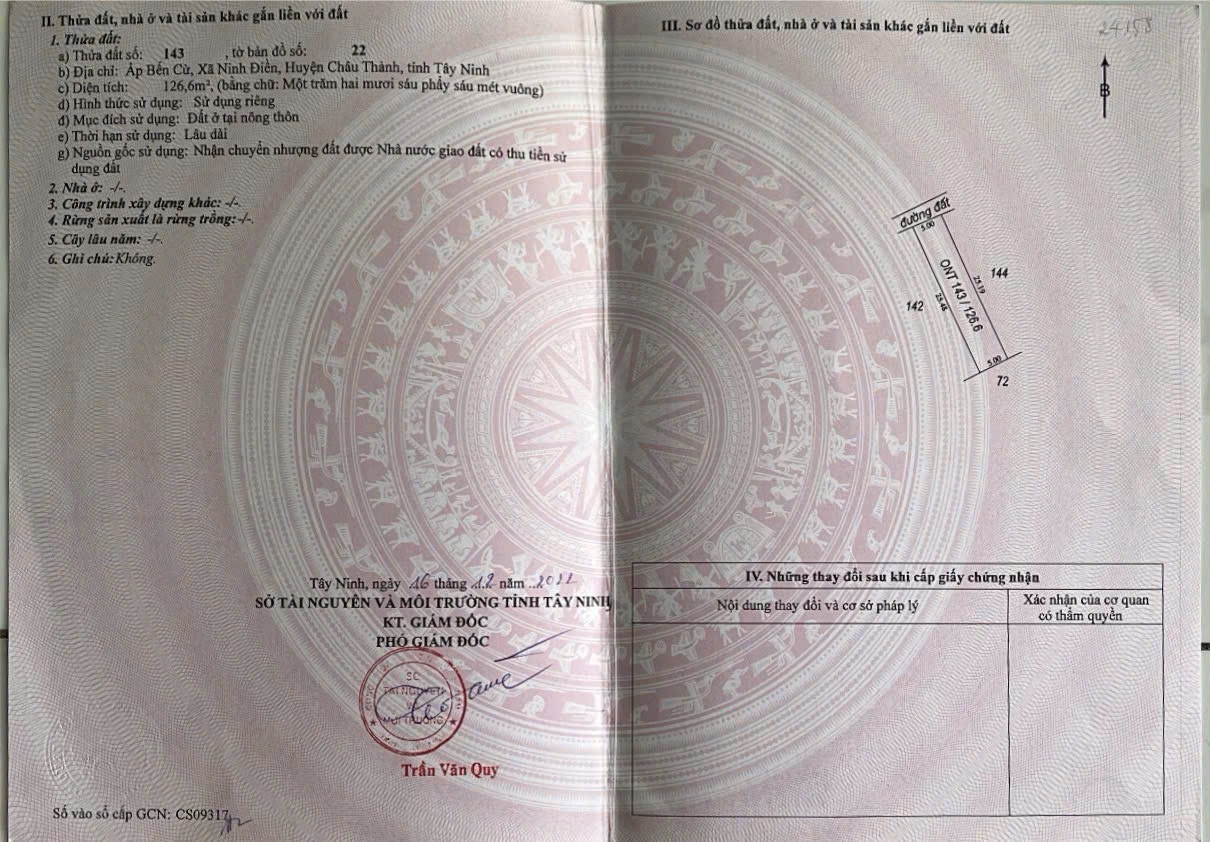 II. Thửa đất, nhà ở và tài sản khác gắn liền với đất
1. Thửa đất:
a) Thửa đất số: 143 , tờ bản đồ số: 22
b) Địa chỉ: Ấp Bến Cừ, Xã Ninh Điền, Huyện Châu Thành, tỉnh Tây Ninh
c) Diện tích: 126,6m², (bằng chữ: Một trăm hai mươi sáu phẩy sáu mét vuông)
d) Hình thức sử dụng: Sử dụng riêng
đ) Mục đích sử dụng: Đất ở tại nông thôn
e) Thời hạn sử dụng: Lâu dài
g) Nguồn gốc sử dụng: Nhận chuyển nhượng đất được Nhà nước giao đất có thu tiền sử
dụng đất
2. Nhà ở: -/-.
3. Công trình xây dựng khác: -/-.
4. Rừng sản xuất là rừng trồng:-/-.
5. Cây lâu năm: -/-.
6. Ghi chú: Không.
Tây Ninh, ngày 16 tháng 12 năm 2022
SỞ TÀI NGUYÊN VÀ MÔI TRƯỜNG TỈNH TÂY NINH
KT. GIÁM ĐỐC
PHÓ GIÁM ĐỐC
TÀI NGUYÊN
MÔI TRƯỜNG
Trần Văn Quy
Số vào sổ cấp GCN: CS09317
III. Sơ đồ thửa đất, nhà ở và tài sản khác gắn liền với đất
24158
B
đường đất
5.00
144
ONT 143 / 126.6
25.19
25.48
142
5.00
72
IV. Những thay đổi sau khi cấp giấy chứng nhận
Nội dung thay đổi và cơ sở pháp lý
Xác nhận của cơ quan
có thẩm quyền